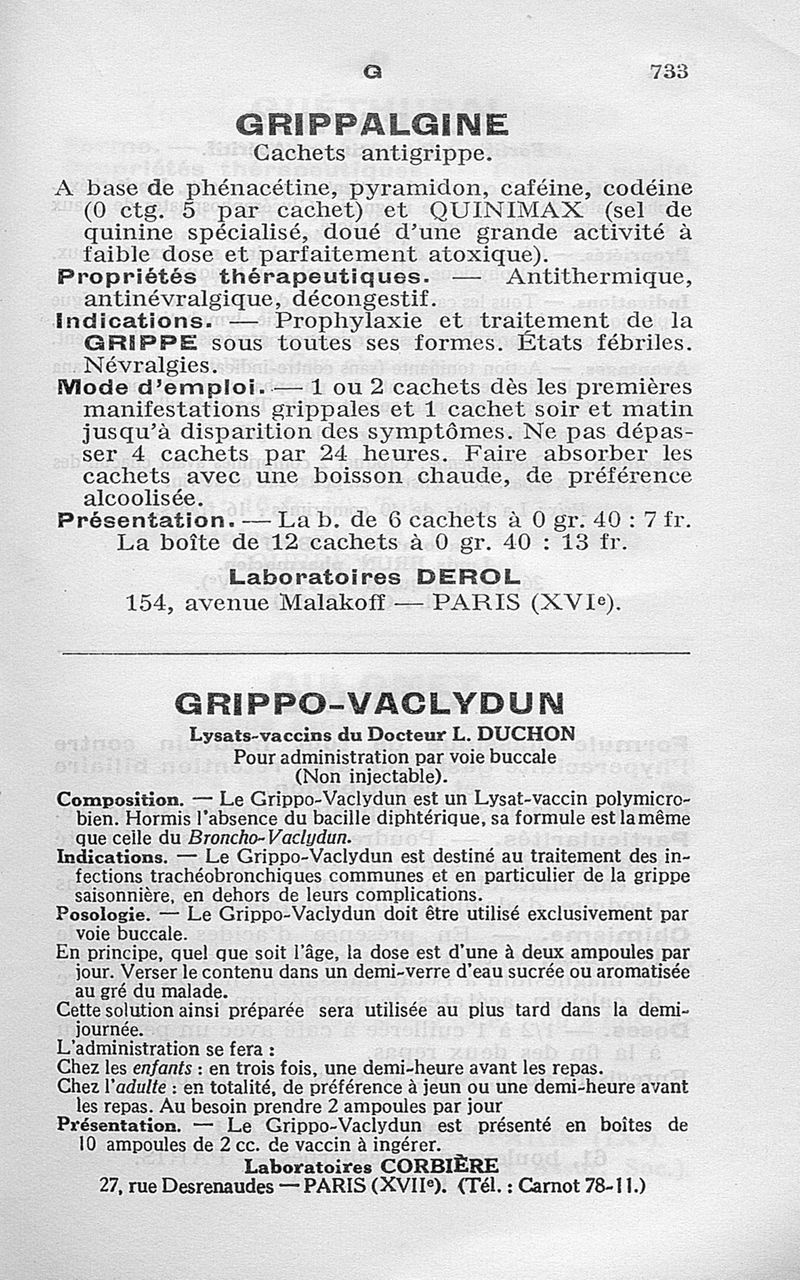 G 733
GRIPPALGINE
Cachets antigrippe.
A base de phénacétine, pyramidon, caféine, codéine
(0 ctg. 5 par cachet) et QUINIMAX (sel de
quinine spécialisé, doué d'une grande activité à
faible dose et parfaitement atoxique).
Propriétés thérapeutiques. — Antithermique,
antinévralgique, décongestif.
Indications. — Prophylaxie et traitement de la
GRIPPE sous toutes ses formes. États fébriles.
Névralgies.
Mode d'emploi. — 1 ou 2 cachets dès les premières
manifestations grippales et 1 cachet soir et matin
jusqu'à disparition des symptômes. Ne pas dépas-
ser 4 cachets par 24 heures. Faire absorber les
cachets avec une boisson chaude, de préférence
alcoolisée.
Présentation. — La b. de 6 cachets à 0 gr. 40 : 7 fr.
La boîte de 12 cachets à 0 gr. 40 : 13 fr.
Laboratoires DEROL
154, avenue Malakoff — PARIS (XVIe).
GRIPPO-VACLYDUN
Lysats-vaccins du Docteur L. DUCHON
Pour administration par voie buccale
(Non injectable).
Composition. — Le Grippo-Vaclydun est un Lysat-vaccin polymicro-
bien. Hormis l'absence du bacille diphtérique, sa formule est la même
que celle du Broncho-Vaclydun.
Indications. — Le Grippo-Vaclydun est destiné au traitement des in-
fections trachéobronchiques communes et en particulier de la grippe
saisonnière, en dehors de leurs complications.
Posologie. — Le Grippo-Vaclydun doit être utilisé exclusivement par
voie buccale.
En principe, quel que soit l'âge, la dose est d'une à deux ampoules par
jour. Verser le contenu dans un demi-verre d'eau sucrée ou aromatisée
au gré du malade.
Cette solution ainsi préparée sera utilisée au plus tard dans la demi-
journée.
L'administration se fera :
Chez les enfants : en trois fois, une demi-heure avant les repas.
Chez l'adulte : en totalité, de préférence à jeun ou une demi-heure avant
les repas. Au besoin prendre 2 ampoules par jour
Présentation. — Le Grippo-Vaclydun est présenté en boîtes de
10 ampoules de 2 cc. de vaccin à ingérer.
Laboratoires CORBIÈRE
27, rue Desrenaudes — PARIS (XVIIe). (Tél. : Carnot 78-11.)